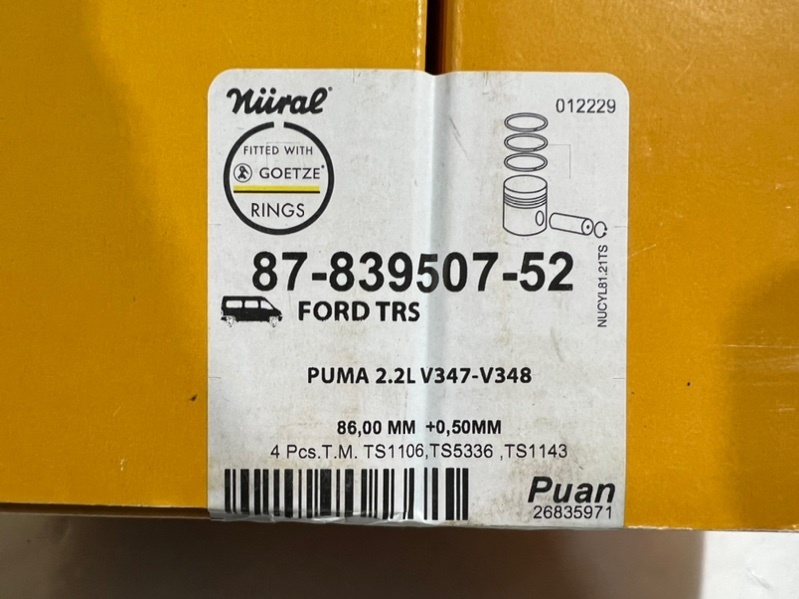 Nüral®
012229
FITTED WITH
GOETZE®
RINGS
87-839507-52
NUCYL81.21TS
FORD TRS
PUMA 2.2L V347-V348
86,00 MM +0,50MM
4 Pcs.T.M. TS1106,TS5336 ,TS1143
Puan
26835971